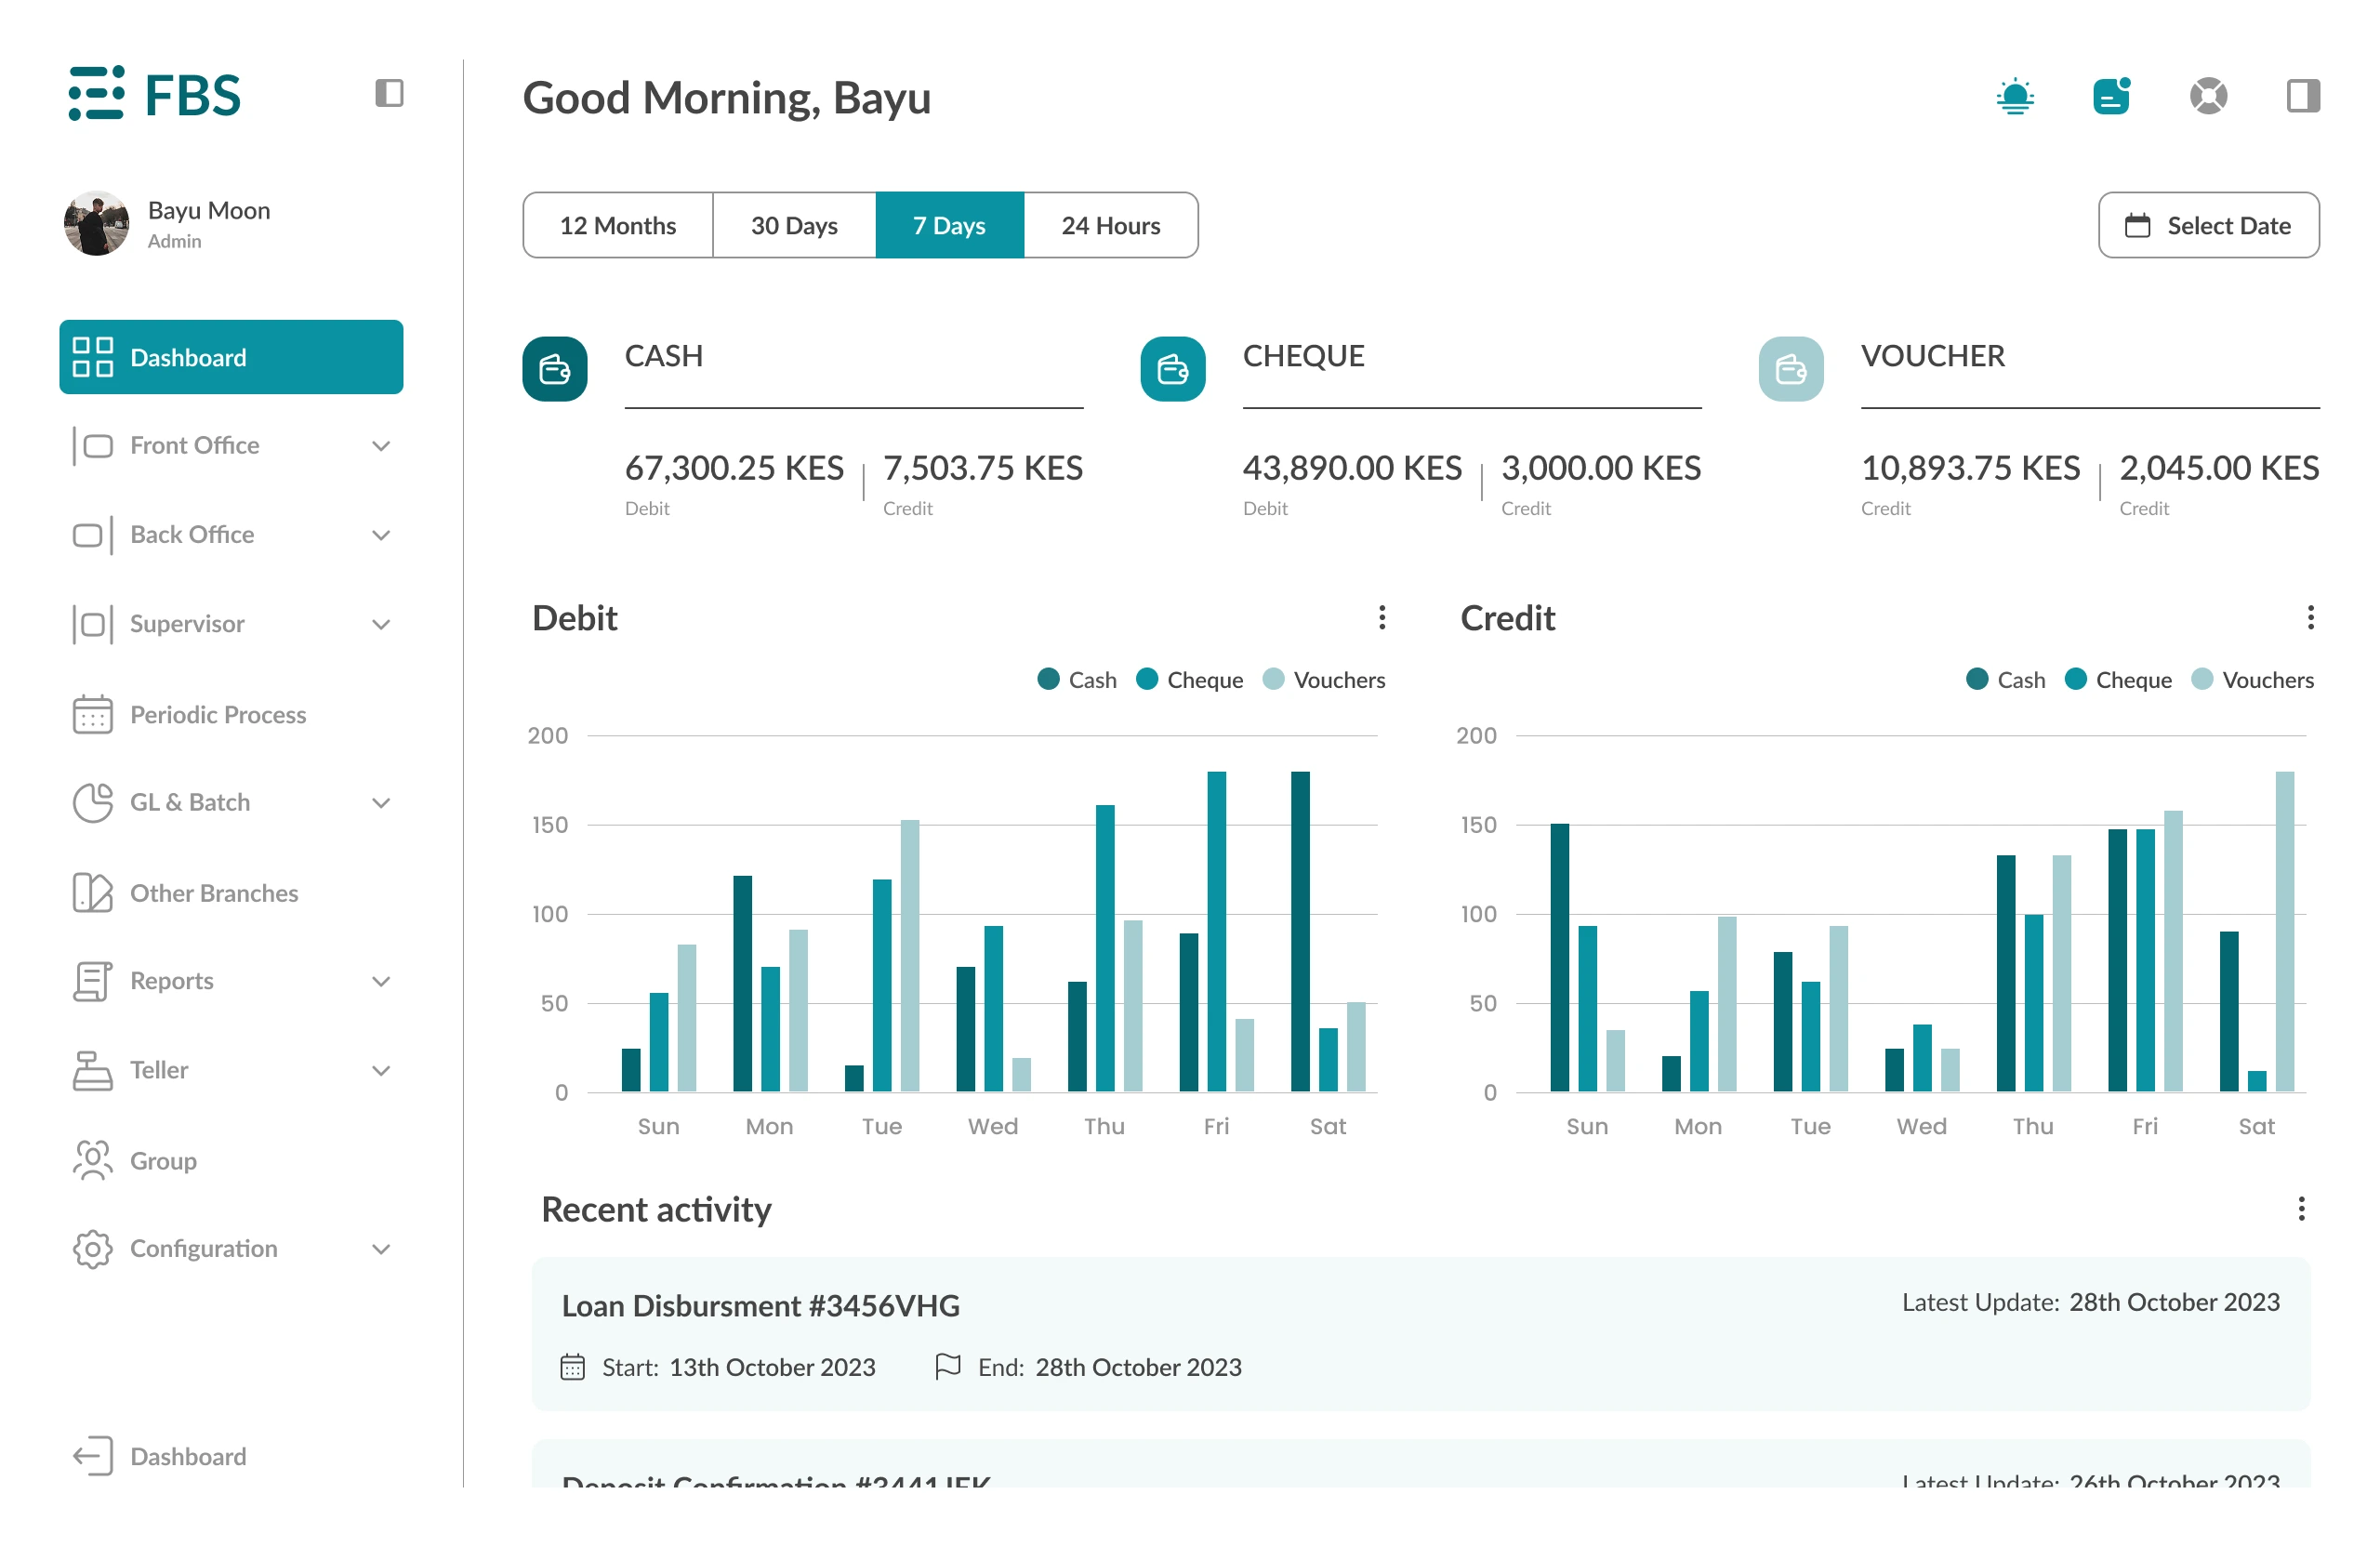 FBS
Good Morning, Bayu
Bayu Moon
Admin
12 Months 30 Days 7 Days 24 Hours
Select Date
Dashboard
Front Office
Back Office
Supervisor
Periodic Process
GL & Batch
Other Branches
Reports
Teller
Group
Configuration
Dashboard
CASH
67,300.25 KES 7,503.75 KES
Debit Credit
CHEQUE
43,890.00 KES 3,000.00 KES
Debit Credit
VOUCHER
10,893.75 KES 2,045.00 KES
Credit Credit
Debit
Cash Cheque Vouchers
200
150
100
50
0
Sun Mon Tue Wed Thu Fri Sat
Credit
Cash Cheque Vouchers
200
150
100
50
0
Sun Mon Tue Wed Thu Fri Sat
Recent activity
Loan Disbursment #3456VHG
Latest Update: 28th October 2023
Start: 13th October 2023 End: 28th October 2023
Deposit Confirmation
Latest Update: 26th October 2023